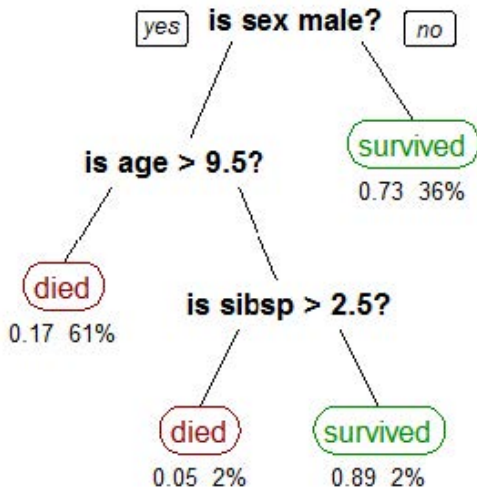 yes is sex male? no
is age > 9.5?
survived
0.73 36%
died
0.17 61%
is sibsp > 2.5?
died
0.05 2%
survived
0.89 2%